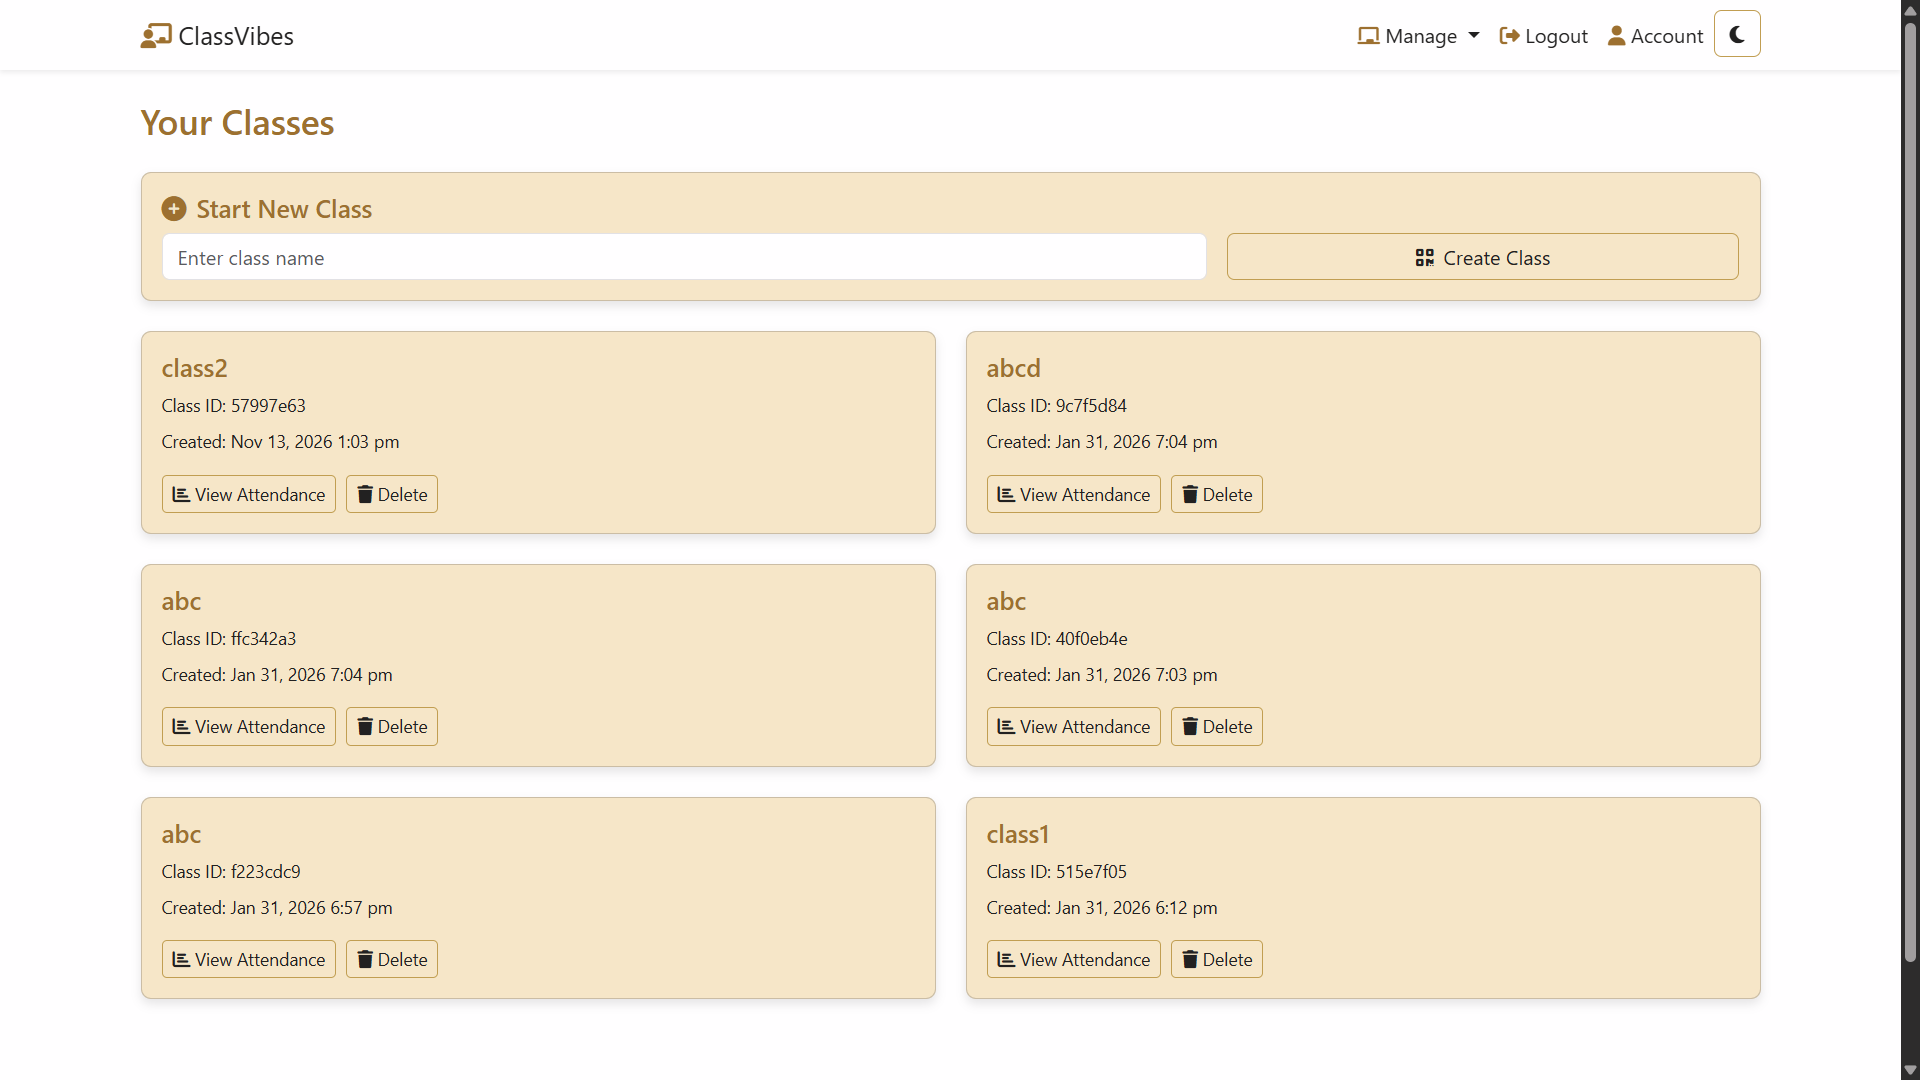 ClassVibes
Manage
Logout
Account
Your Classes
Start New Class
Enter class name
Create Class
class2
Class ID: 57997e63
Created: Nov 13, 2026 1:03 pm
View Attendance
Delete
abcd
Class ID: 9c7f5d84
Created: Jan 31, 2026 7:04 pm
View Attendance
Delete
abc
Class ID: ffc342a3
Created: Jan 31, 2026 7:04 pm
View Attendance
Delete
abc
Class ID: 40f0eb4e
Created: Jan 31, 2026 7:03 pm
View Attendance
Delete
abc
Class ID: f223cdc9
Created: Jan 31, 2026 6:57 pm
View Attendance
Delete
class1
Class ID: 515e7f05
Created: Jan 31, 2026 6:12 pm
View Attendance
Delete